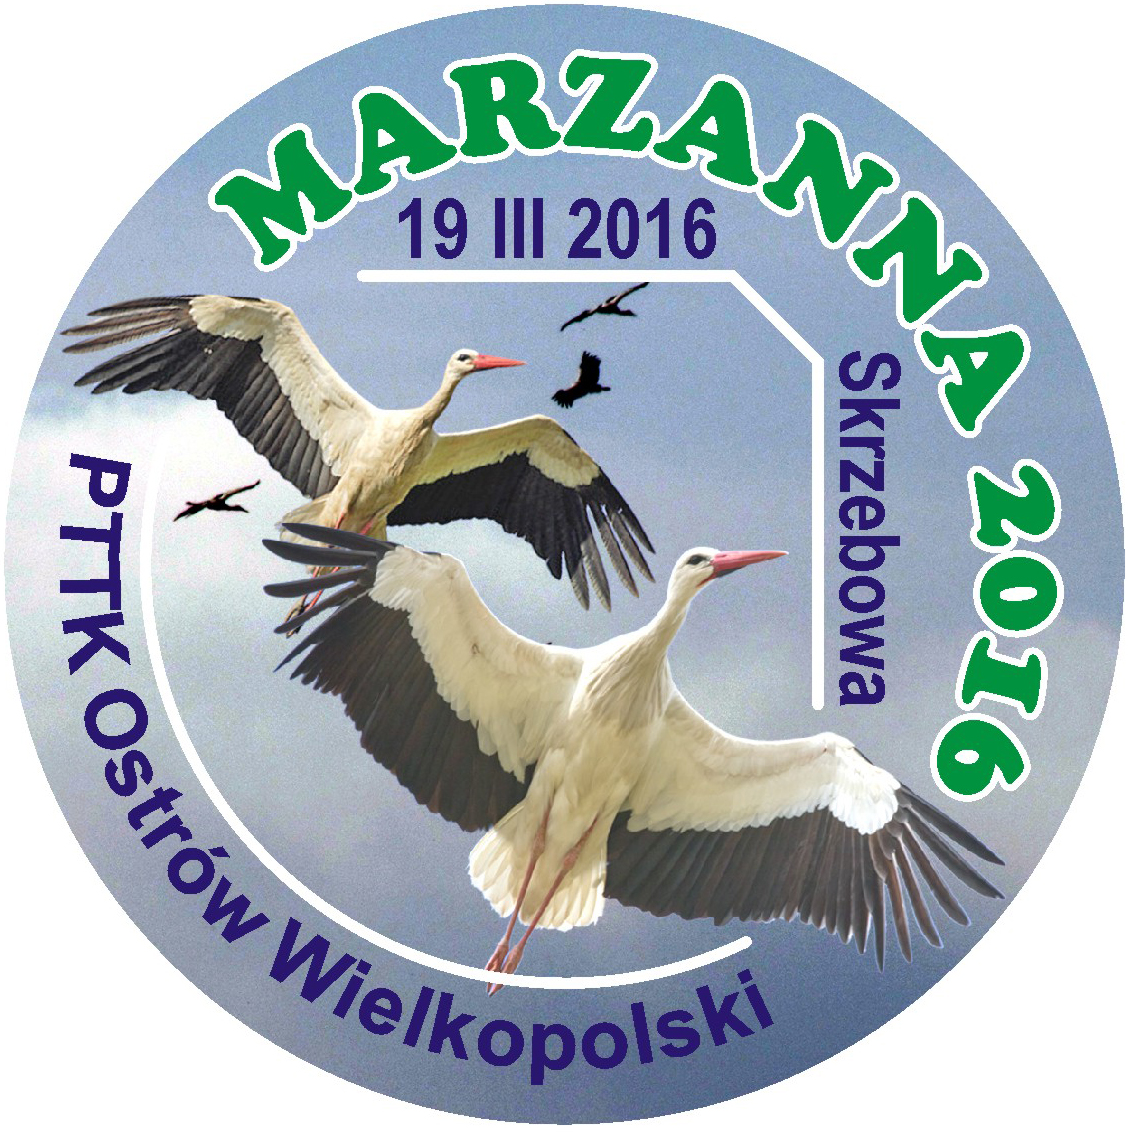 MARZANNA 2016
19 III 2016
Skrzebowa
PTTK Ostrów Wielkopolski